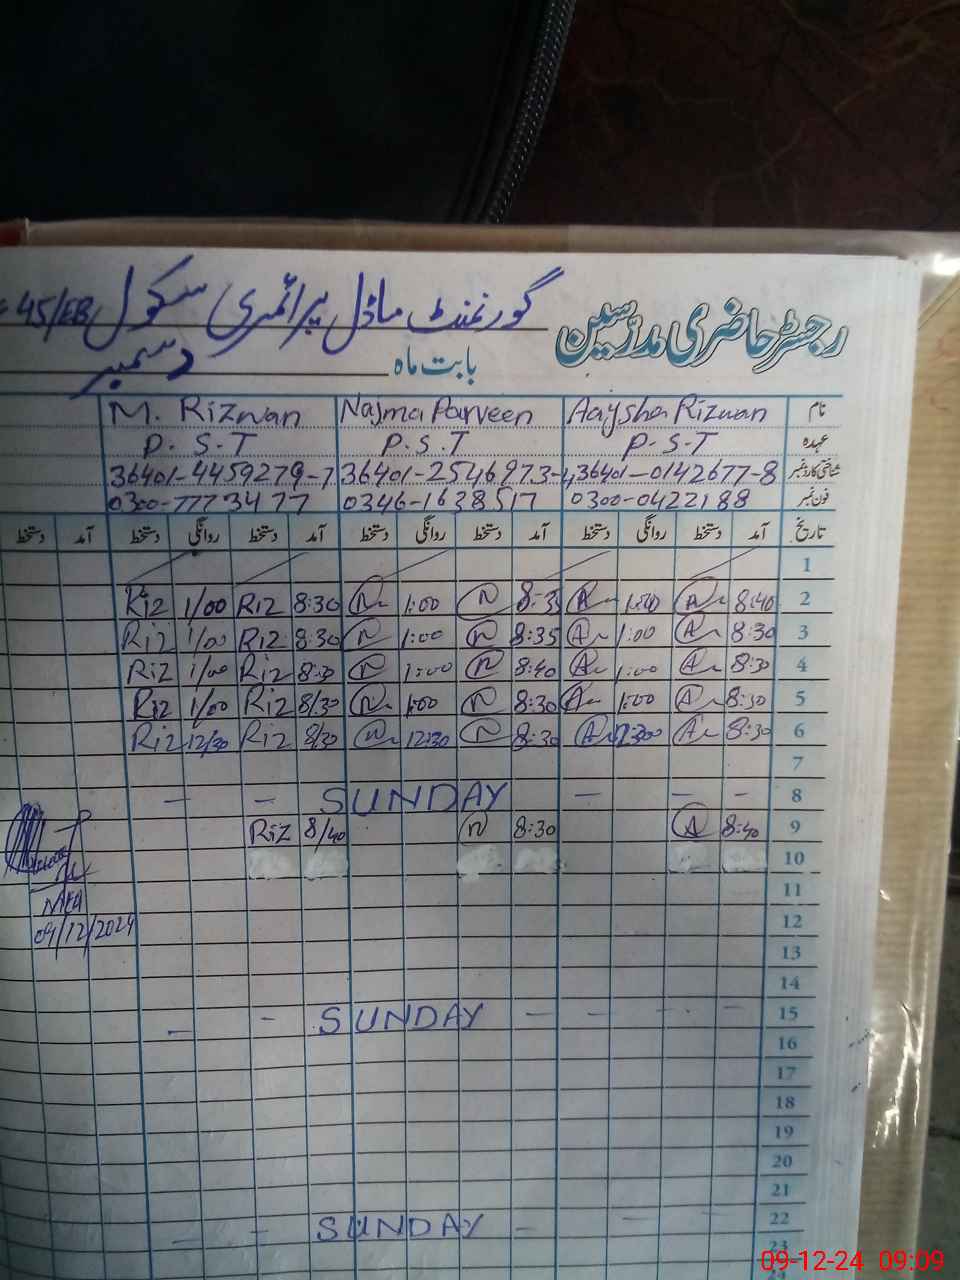 رجسٹر حاضری مدرسین گورنمنٹ ماڈل پرائمری سکول 45/EB
بابت ماہ دسمبر
نام Aaysha Rizwan Najma Parveen M. Rizwan
عہدہ P.S.T P.S.T P.S.T
شناختی کارڈ نمبر 36401-0142677-8 36401-2546973-4 36401-4459279-7
فون نمبر 0300-0422188 0346-1638517 0300-7773477
تاریخ آمد دستخط روانگی دستخط آمد دستخط روانگی دستخط آمد دستخط روانگی دستخط آمد دستخط
1
2 8:40 A A n 1:00 n 8:30 Riz 1/00 Riz
3 8:30 A 1:00 A 8:35 n 1:00 n 8:30 Riz 1/00 Riz
4 8:30 A 1:00 A 8:40 n 1:00 n 8:30 Riz 1/00 Riz
5 8:30 A 1:00 A 8:30 n 1:00 n 8/30 Riz 1/00 Riz
6 8:30 A A 8:30 n 12:30 n 8/30 Riz 12/30 Riz
7
8 — — — SUNDAY — —
9 8:40 A 8:30 n 8/40 Riz
10
11
MEA
12
09/12/2024
13
14
15 — — — — SUNDAY — —
16
17
18
19
20
21
22 — — — SUNDAY — —
23
24
09-12-24 09:09